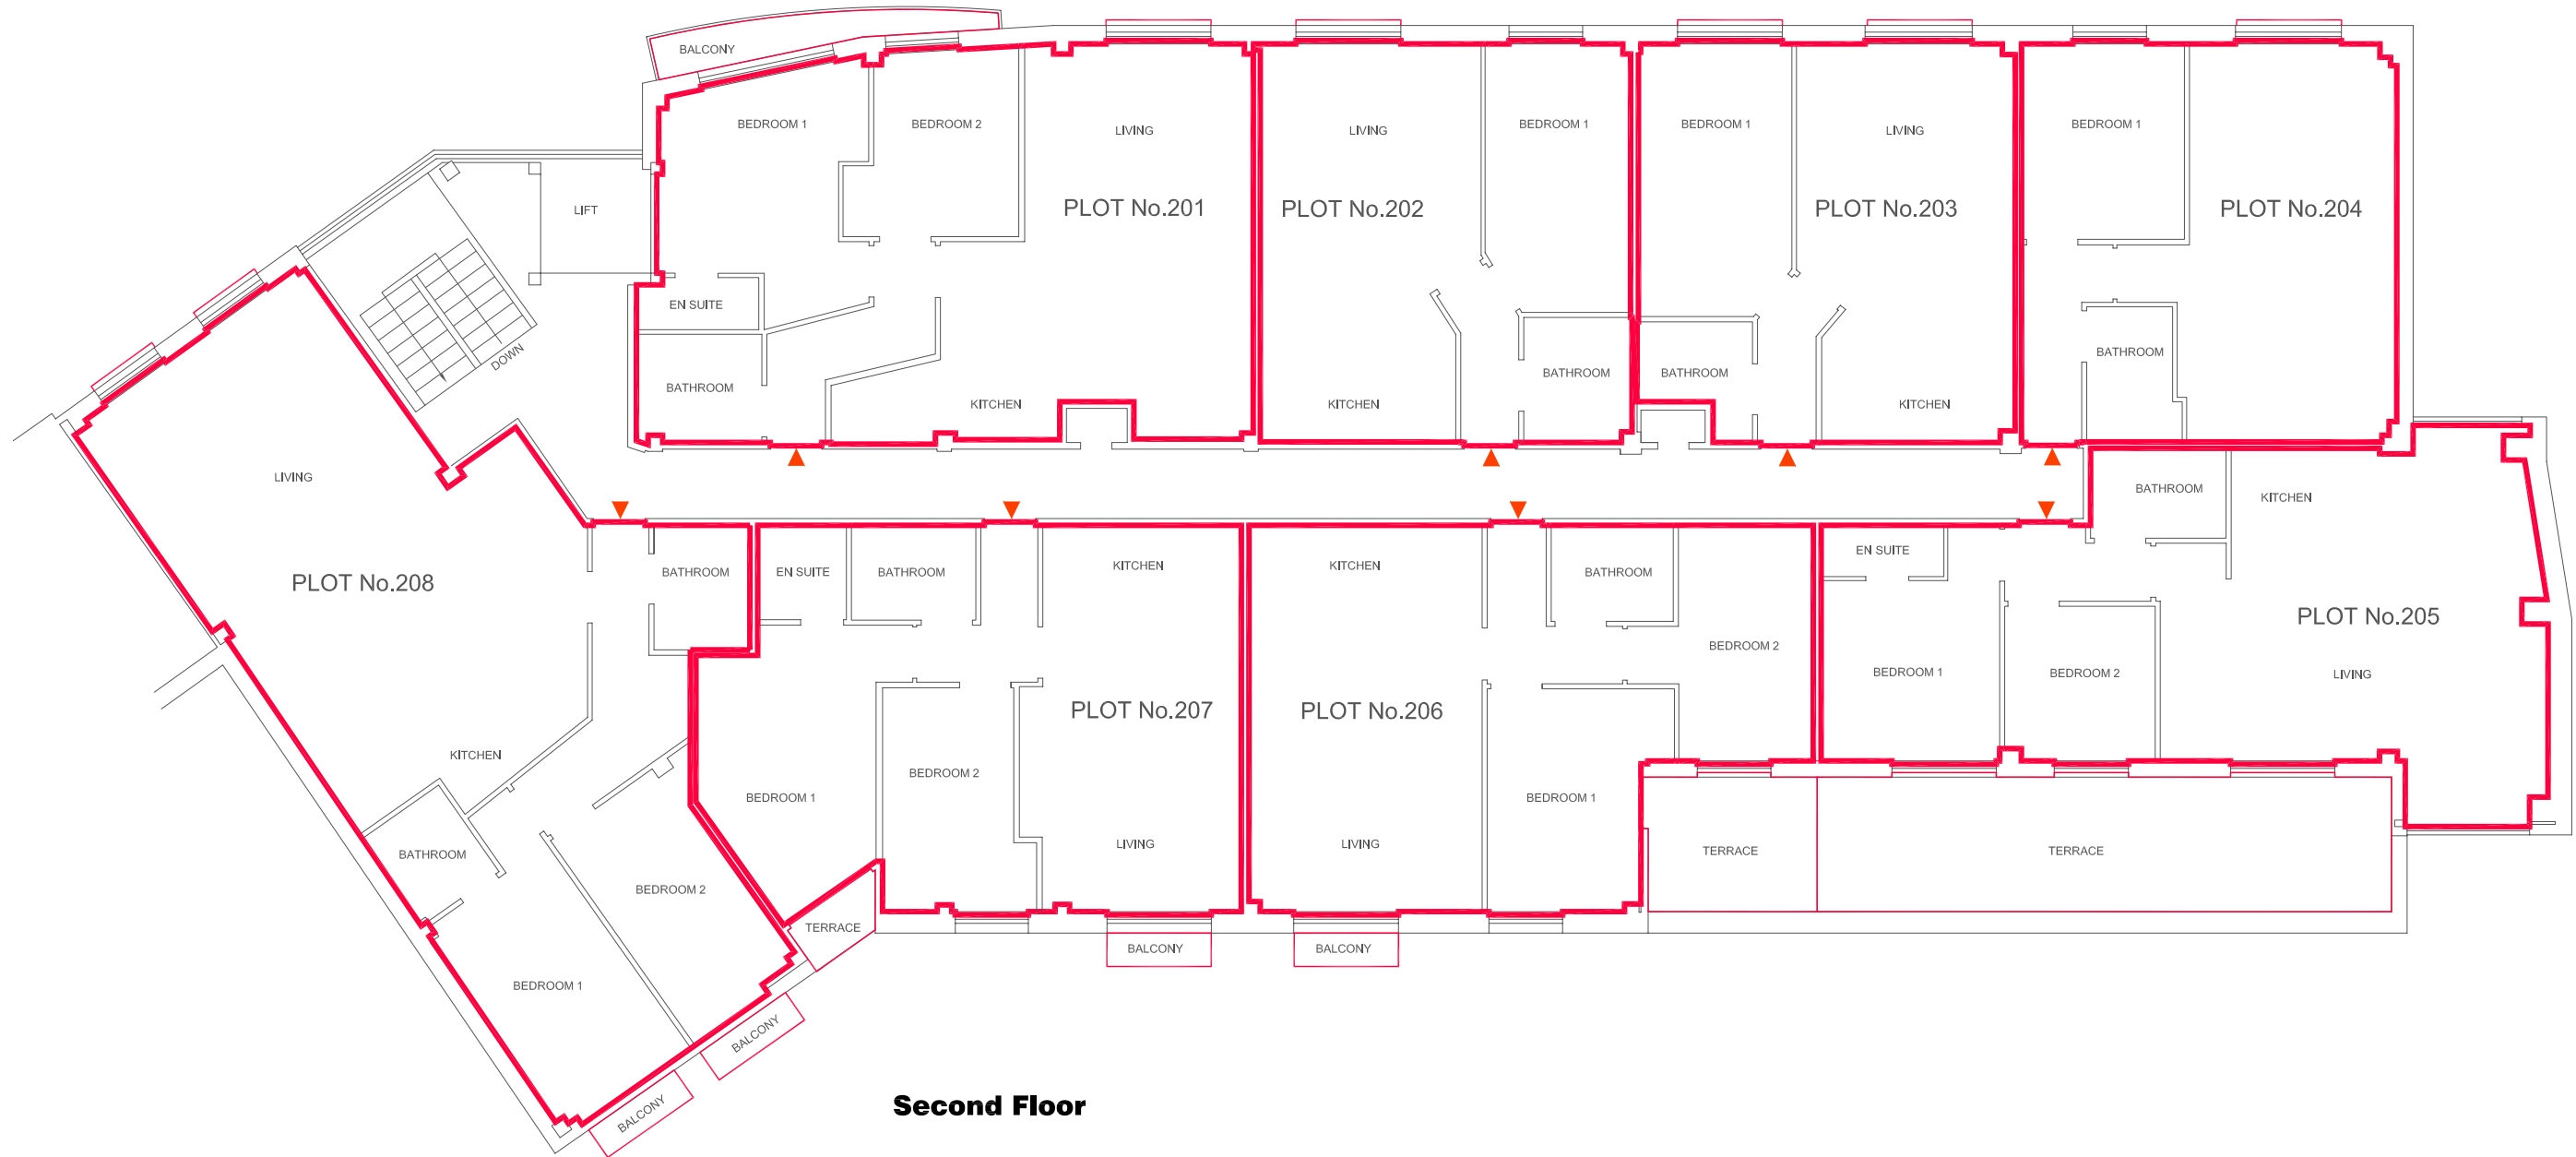 BALCONY
BEDROOM 1
BEDROOM 2
LIVING
LIVING
BEDROOM 1
BEDROOM 1
LIVING
BEDROOM 1
LIFT
PLOT No.201
PLOT No.202
PLOT No.203
PLOT No.204
EN SUITE
DOWN
BATHROOM
KITCHEN
KITCHEN
BATHROOM
BATHROOM
KITCHEN
BATHROOM
LIVING
BATHROOM
KITCHEN
PLOT No.208
BATHROOM
EN SUITE
BATHROOM
KITCHEN
KITCHEN
BATHROOM
EN SUITE
PLOT No.205
BEDROOM 2
BEDROOM 1
BEDROOM 2
LIVING
PLOT No.207
PLOT No.206
KITCHEN
BEDROOM 1
BEDROOM 2
BEDROOM 1
BATHROOM
LIVING
LIVING
TERRACE
TERRACE
BEDROOM 2
TERRACE
BALCONY
BALCONY
BEDROOM 1
BALCONY
BALCONY
Second Floor